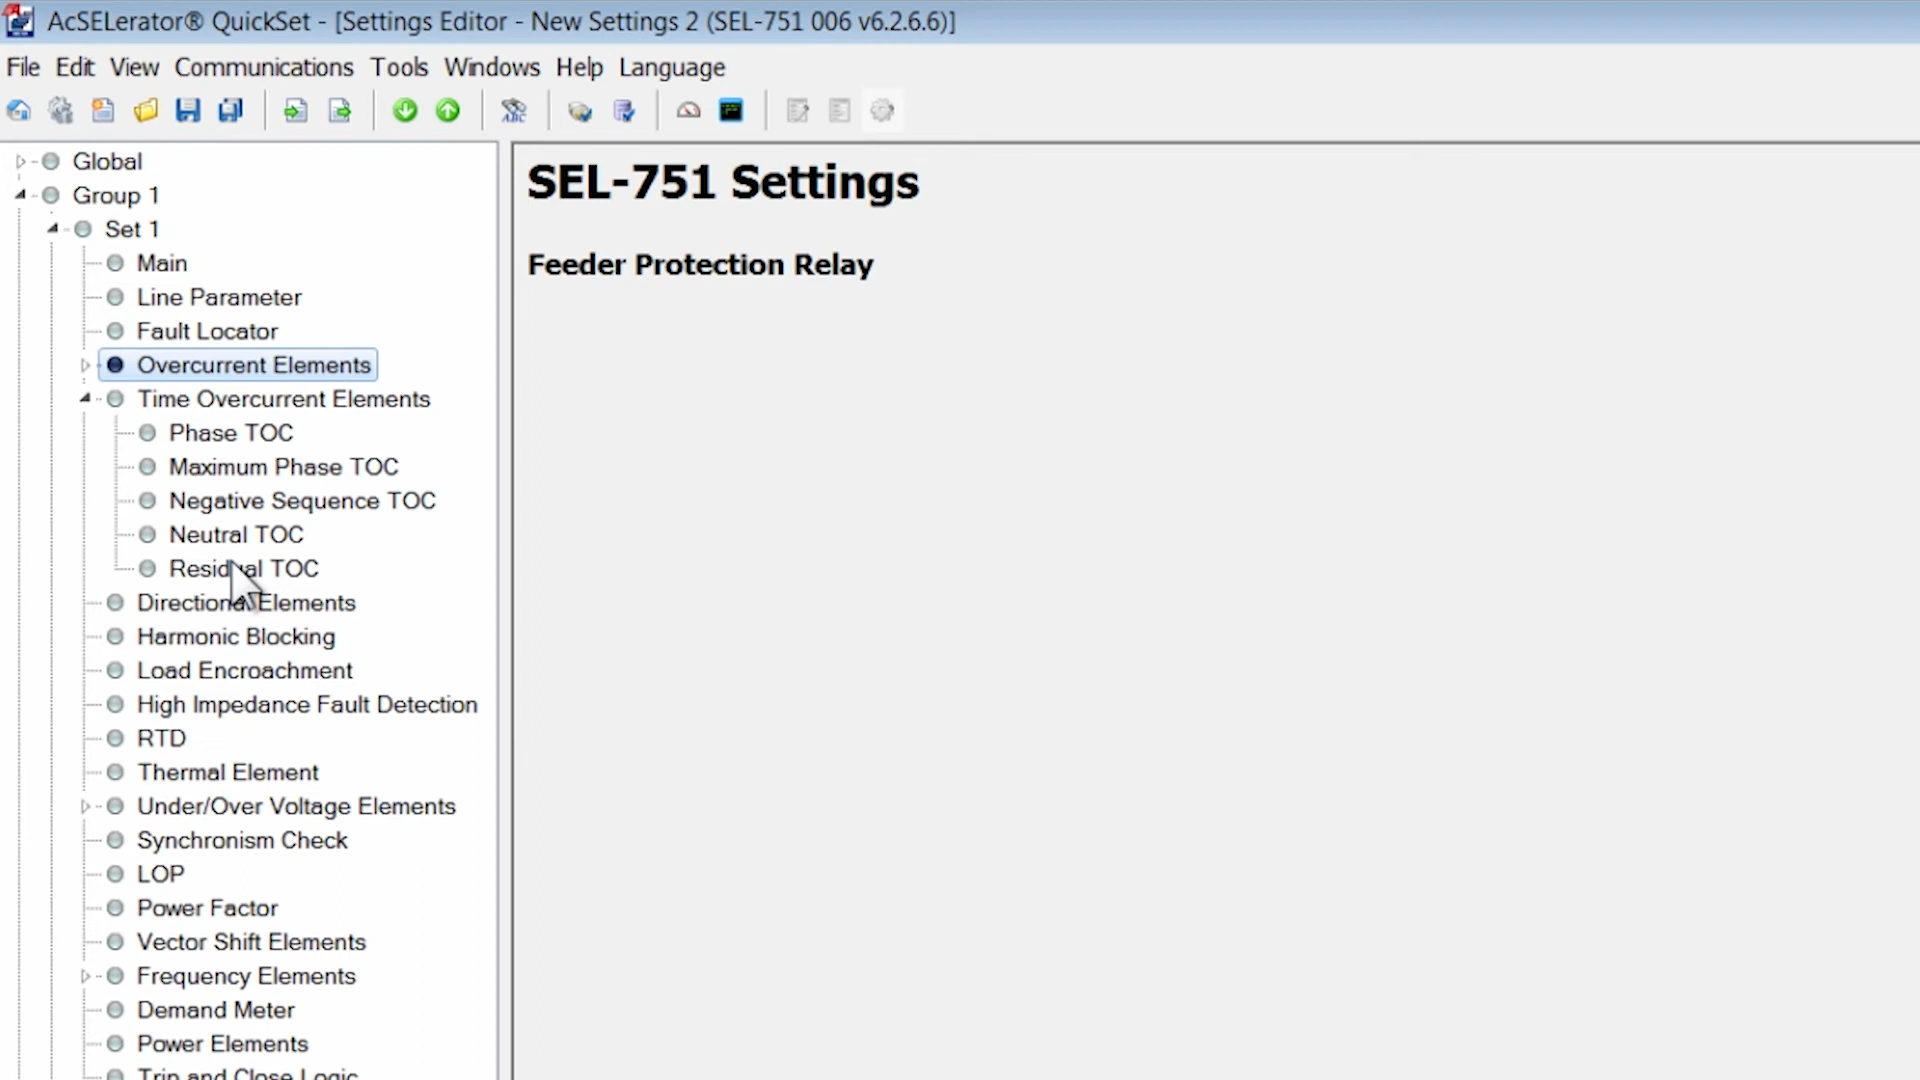 AcSELerator® QuickSet - [Settings Editor - New Settings 2 (SEL-751 006 v6.2.6.6)]
File Edit View Communications Tools Windows Help Language
Global
Group 1
Set 1
Main
Line Parameter
Fault Locator
Overcurrent Elements
Time Overcurrent Elements
Phase TOC
Maximum Phase TOC
Negative Sequence TOC
Neutral TOC
Residual TOC
Directional Elements
Harmonic Blocking
Load Encroachment
High Impedance Fault Detection
RTD
Thermal Element
Under/Over Voltage Elements
Synchronism Check
LOP
Power Factor
Vector Shift Elements
Frequency Elements
Demand Meter
Power Elements
Trip and Close Logic
SEL-751 Settings
Feeder Protection Relay